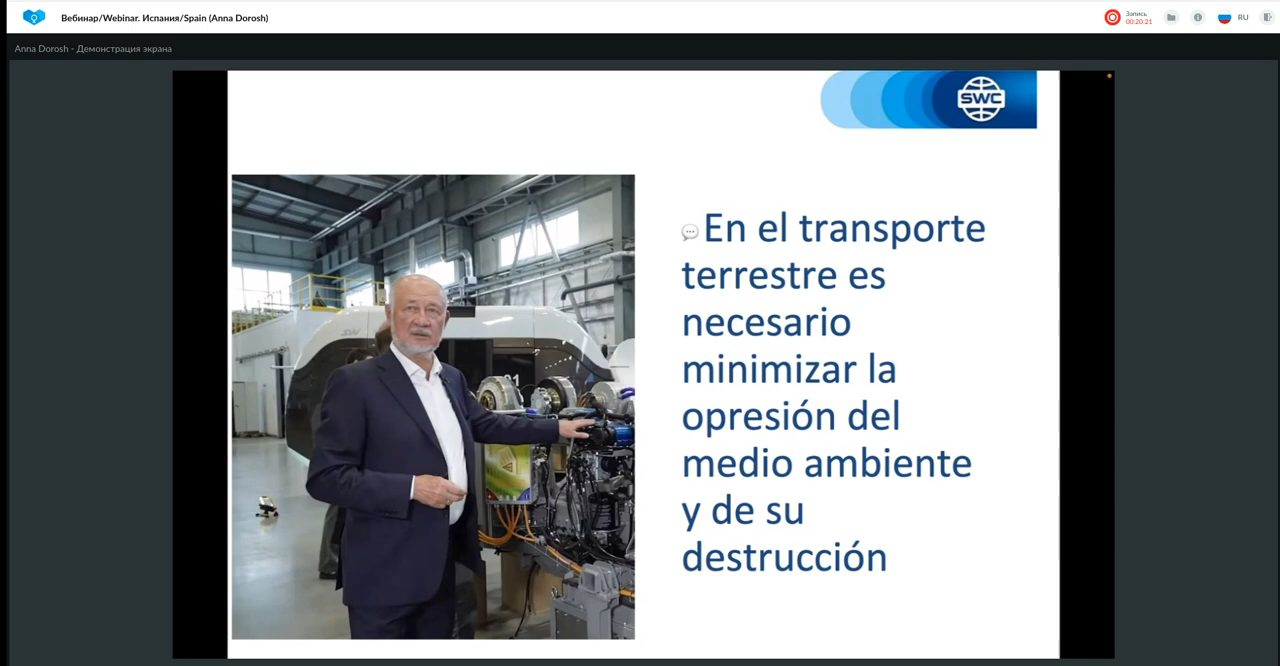 Вебинар/Webinar. Испания/Spain (Anna Dorosh)
Запись
00:20:21
RU
Anna Dorosh - Демонстрация экрана
SWC
En el transporte
terrestre es
necesario
minimizar la
opresión del
medio ambiente
y de su
destrucción